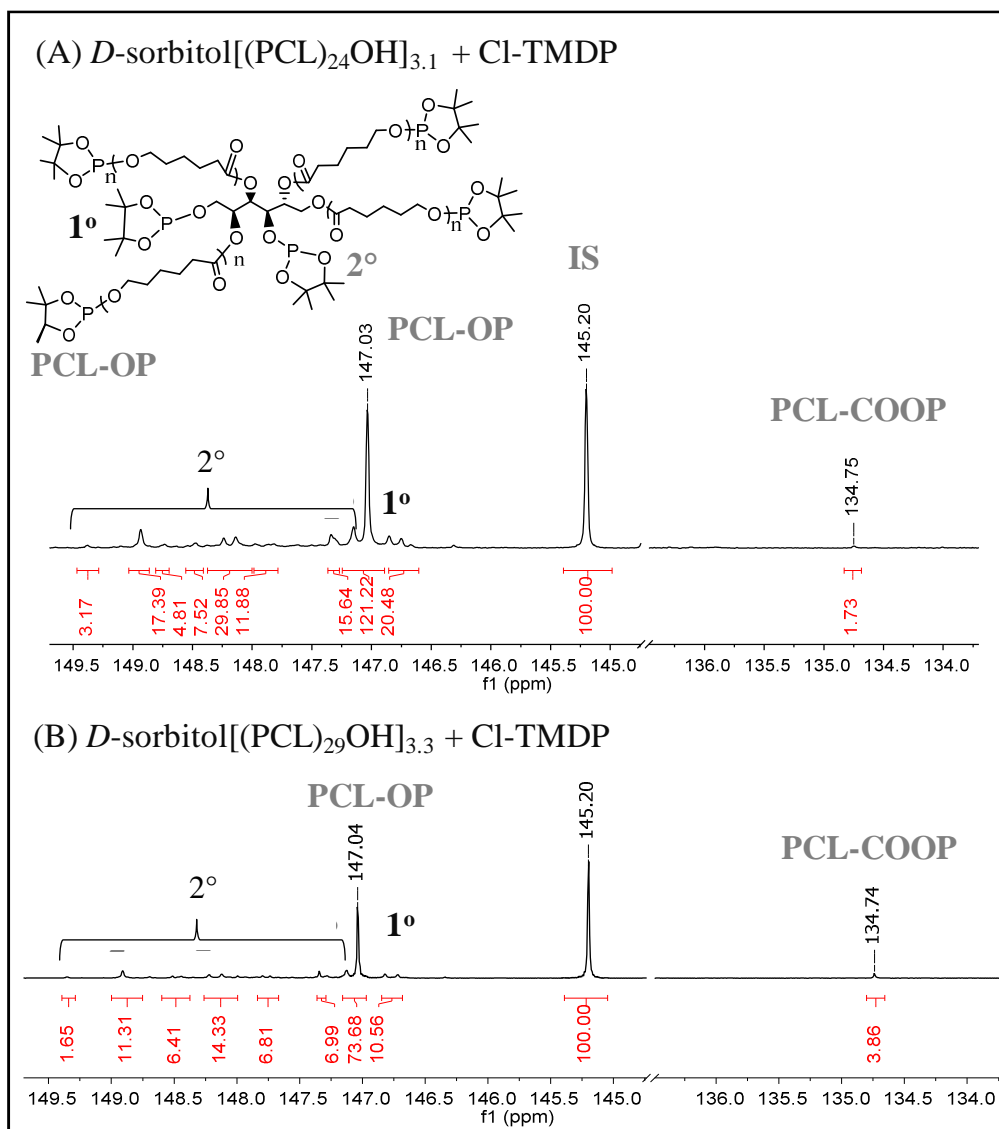 (A) D-sorbitol[(PCL)24OH]3.1 + Cl-TMDP
O
O
P
O
n
O
O
O
O
O
P
O
n
O
1º
O
O
P
O
O
O
O
O
P
O
n
O
O
O
P
O
O
2°
O
O
P
O
n
O
PCL-OP
PCL-OP
147.03
IS
145.20
PCL-COOP
134.75
2°
1º
3.17
17.39
4.81
7.52
29.85
11.88
15.64
121.22
20.48
100.00
1.73
149.5 149.0 148.5 148.0 147.5 147.0 146.5 146.0 145.5 145.0 136.0 135.5 135.0 134.5 134.0
f1 (ppm)
(B) D-sorbitol[(PCL)29OH]3.3 + Cl-TMDP
PCL-OP
147.04
145.20
PCL-COOP
134.74
2°
1º
1.65
11.31
6.41
14.33
6.81
6.99
73.68
10.56
100.00
3.86
149.5 149.0 148.5 148.0 147.5 147.0 146.5 146.0 145.5 145.0 136.0 135.5 135.0 134.5 134.0
f1 (ppm)